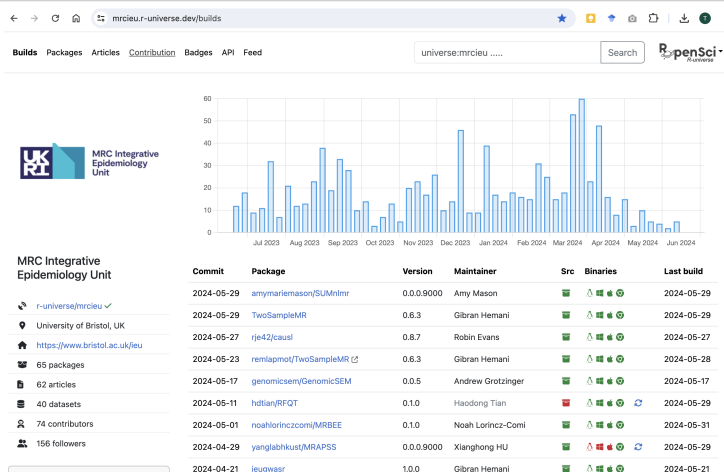 mrcieu.r-universe.dev/builds
T
Builds Packages Articles Contribution Badges API Feed
universe:mrcieu ..... Search
ROpenSci
R-universe
UKRI
MRC Integrative
Epidemiology
Unit
60
50
40
30
20
10
0
Jul 2023 Aug 2023 Sep 2023 Oct 2023 Nov 2023 Dec 2023 Jan 2024 Feb 2024 Mar 2024 Apr 2024 May 2024 Jun 2024
MRC Integrative
Epidemiology Unit
r-universe/mrcieu
University of Bristol, UK
https://www.bristol.ac.uk/ieu
65 packages
62 articles
40 datasets
74 contributors
156 followers
Commit Package Version Maintainer Src Binaries Last build
2024-05-29 amymariemason/SUMnlmr 0.0.0.9000 Amy Mason 2024-05-29
2024-05-29 TwoSampleMR 0.6.3 Gibran Hemani 2024-05-29
2024-05-27 rje42/causl 0.8.7 Robin Evans 2024-05-27
2024-05-23 remlapmot/TwoSampleMR 0.6.3 Gibran Hemani 2024-05-28
2024-05-17 genomicsem/GenomicSEM 0.0.5 Andrew Grotzinger 2024-05-17
2024-05-11 hdtian/RFQT 0.1.0 Haodong Tian 2024-05-29
2024-05-01 noahlorinczcomi/MRBEE 0.1.0 Noah Lorincz-Comi 2024-05-31
2024-04-29 yanglabhkust/MRAPSS 0.0.0.9000 Xianghong HU 2024-05-29
2024-04-21 ieugwasr 1.0.0 Gibran Hemani 2024-05-21